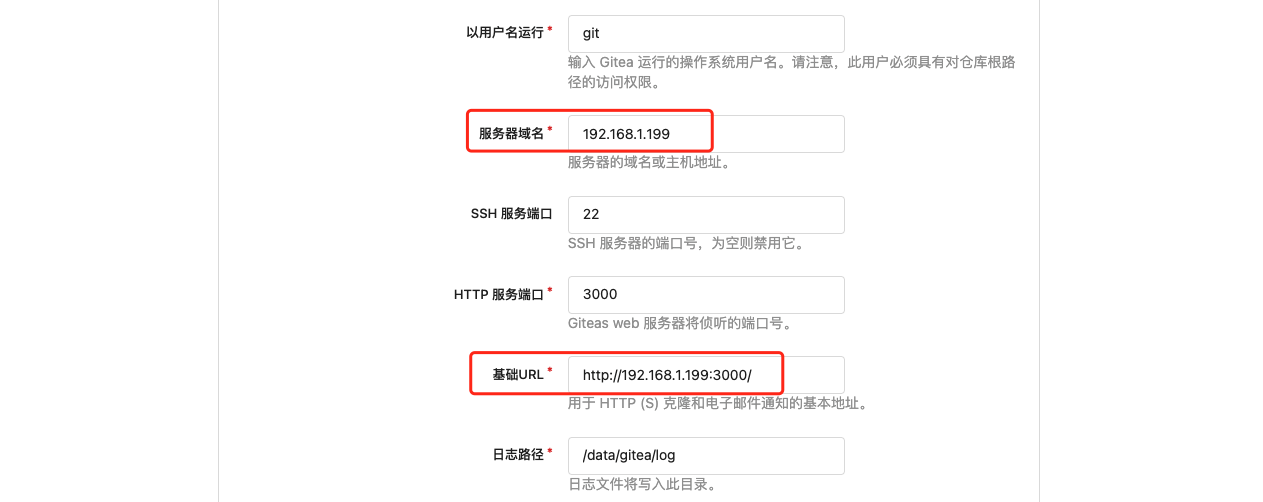 以用户名运行* git
输入 Gitea 运行的操作系统用户名。请注意，此用户必须具有对仓库根路
径的访问权限。
服务器域名* 192.168.1.199
服务器的域名或主机地址。
SSH 服务端口 22
SSH 服务器的端口号，为空则禁用它。
HTTP 服务端口* 3000
Giteas web 服务器将侦听的端口号。
基础URL* http://192.168.1.199:3000/
用于 HTTP (S) 克隆和电子邮件通知的基本地址。
日志路径* /data/gitea/log
日志文件将写入此目录。